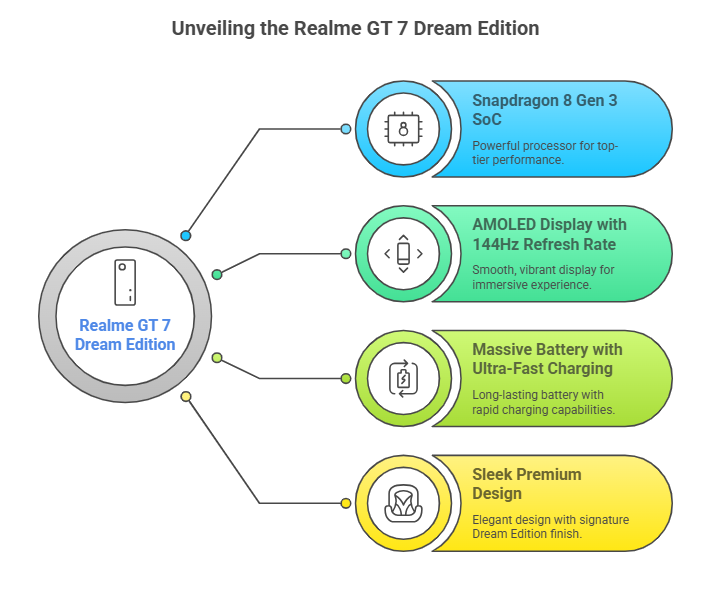 Unveiling the Realme GT 7 Dream Edition
Snapdragon 8 Gen 3
SoC
Powerful processor for top-
tier performance.
AMOLED Display with
144Hz Refresh Rate
Smooth, vibrant display for
immersive experience.
Realme GT 7
Dream Edition
Massive Battery with
Ultra-Fast Charging
Long-lasting battery with
rapid charging capabilities.
Sleek Premium
Design
Elegant design with signature
Dream Edition finish.